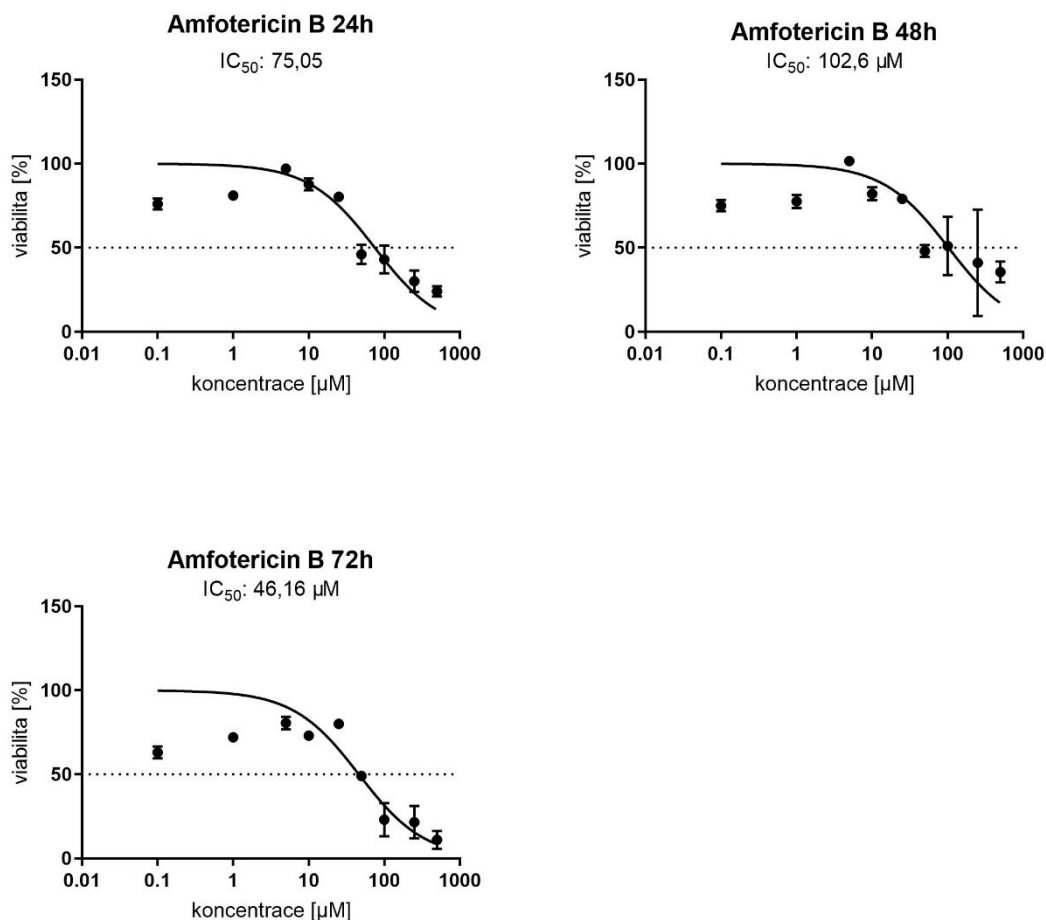 Amfotericin B 24h
IC50: 75,05
150
100
50
0
viabilita [%]
0.01 0.1 1 10 100 1000
koncentrace [µM]
Amfotericin B 48h
IC50: 102,6 µM
150
100
50
0
viabilita [%]
0.01 0.1 1 10 100 1000
koncentrace [µM]
Amfotericin B 72h
IC50: 46,16 µM
150
100
50
0
viabilita [%]
0.01 0.1 1 10 100 1000
koncentrace [µM]